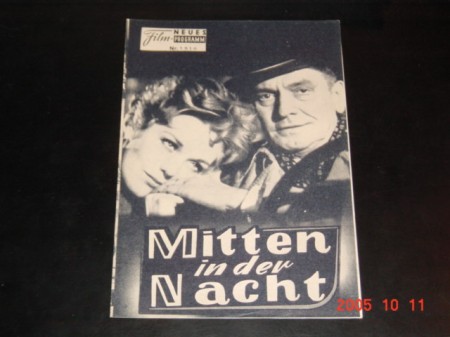 Film
NEUES
PROGRAMM
Mitten
in der
Nacht
2005 10 11